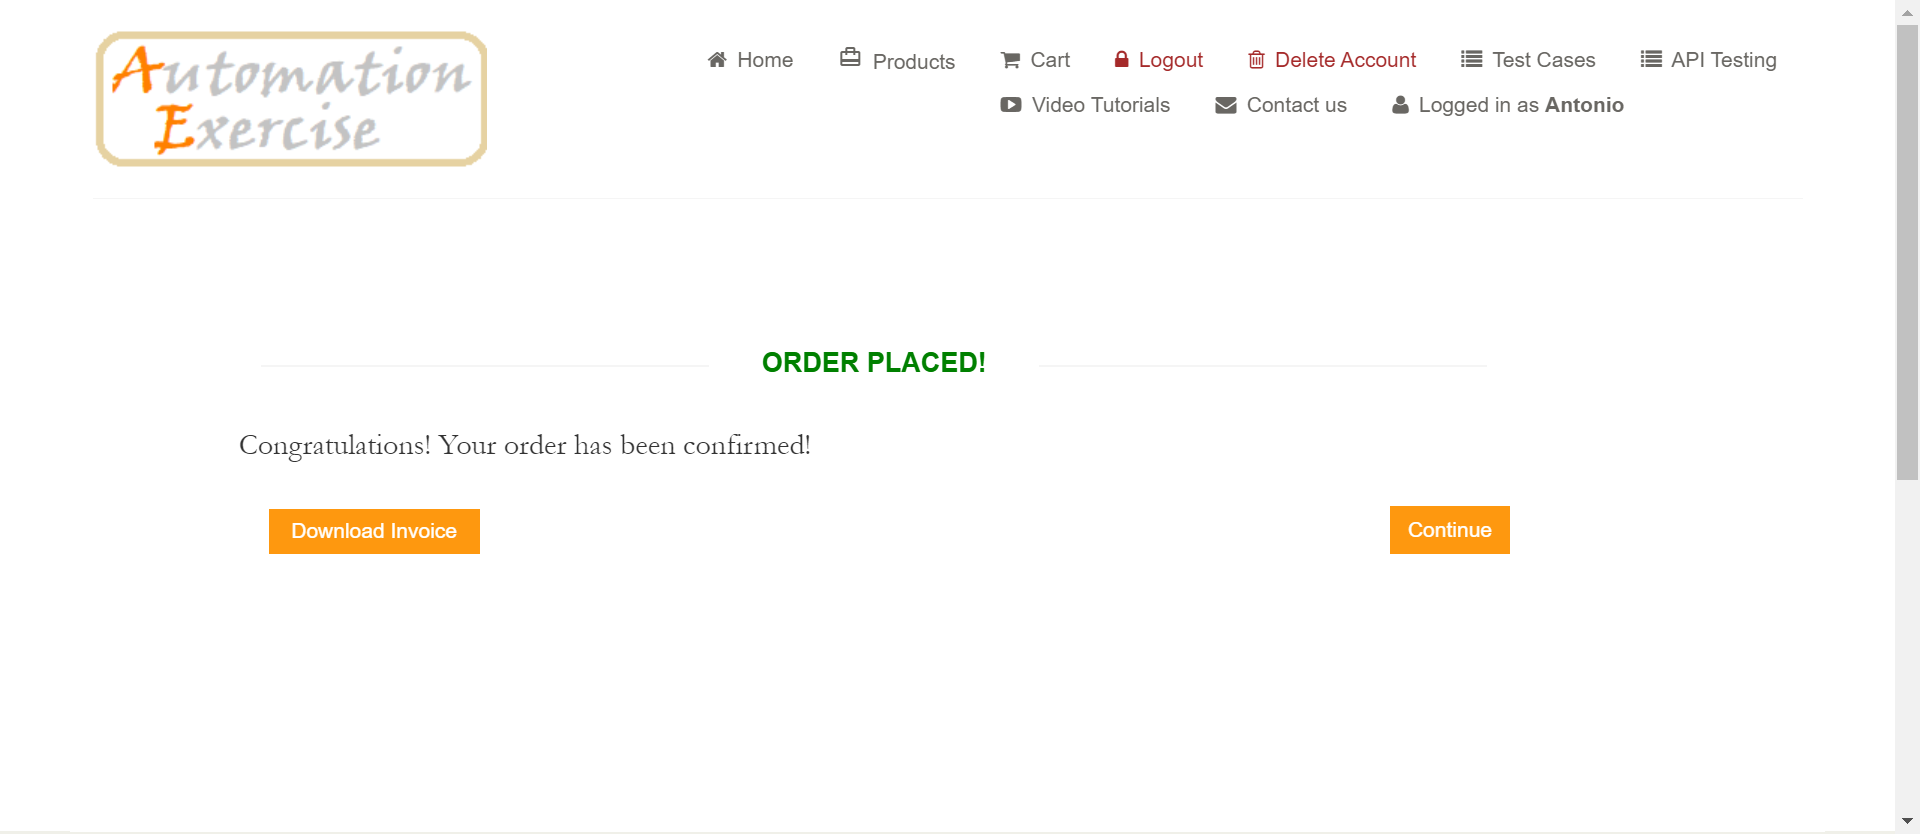 Automation
Exercise
Home Products Cart Logout Delete Account Test Cases API Testing
Video Tutorials Contact us Logged in as Antonio
ORDER PLACED!
Congratulations! Your order has been confirmed!
Download Invoice Continue